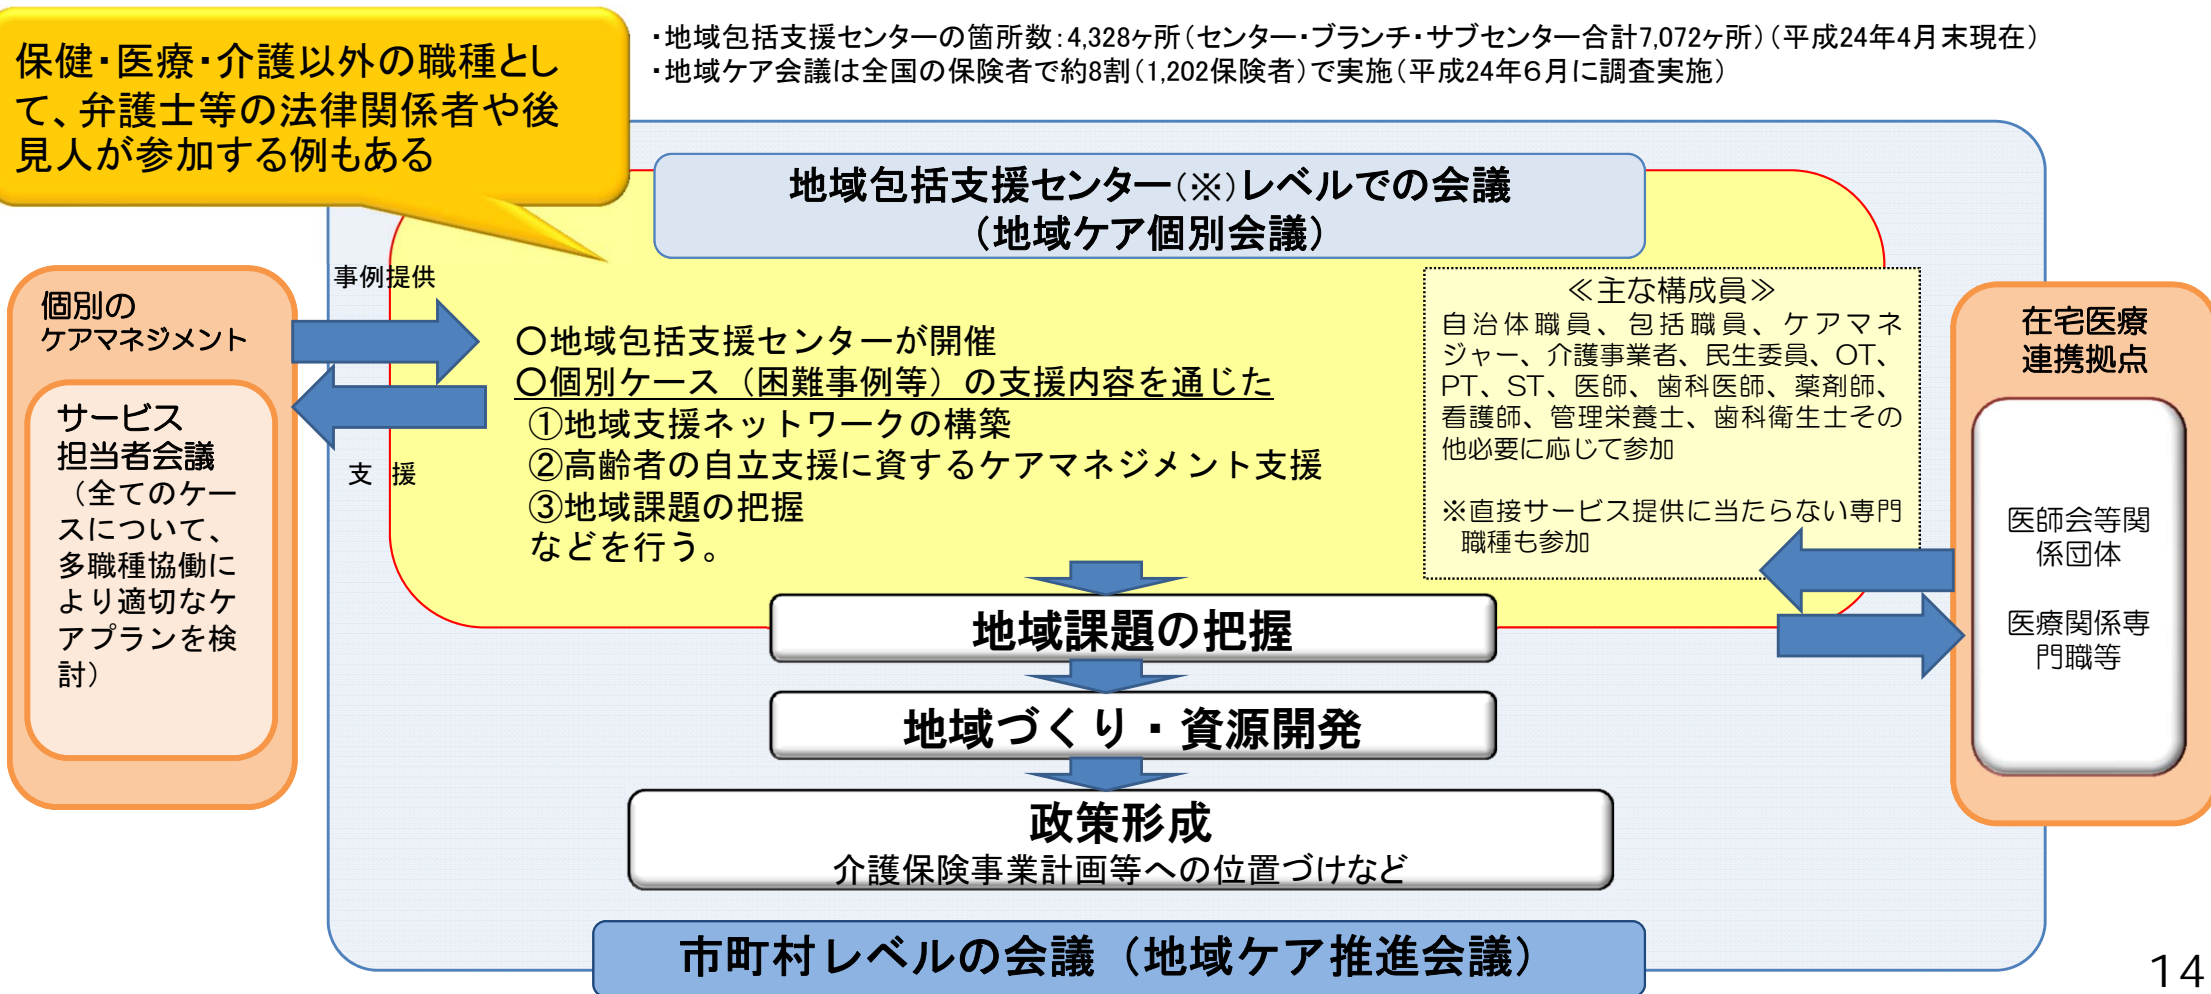 保健・医療・介護以外の職種とし
て、弁護士等の法律関係者や後
見人が参加する例もある
・地域包括支援センターの箇所数：4,328ヶ所（センター・ブランチ・サブセンター合計7,072ヶ所）（平成24年4月末現在）
・地域ケア会議は全国の保険者で約8割（1,202保険者）で実施（平成24年６月に調査実施）
地域包括支援センター（※）レベルでの会議
（地域ケア個別会議）
事例提供
支　援
個別の
ケアマネジメント
サービス
担当者会議
（全てのケー
スについて、
多職種協働に
より適切なケ
アプランを検
討）
〇地域包括支援センターが開催
〇個別ケース（困難事例等）の支援内容を通じた
①地域支援ネットワークの構築
②高齢者の自立支援に資するケアマネジメント支援
③地域課題の把握
などを行う。
≪主な構成員≫
自治体職員、包括職員、ケアマネ
ジャー、介護事業者、民生委員、OT、
PT、ST、医師、歯科医師、薬剤師、
看護師、管理栄養士、歯科衛生士その
他必要に応じて参加
※直接サービス提供に当たらない専門
職種も参加
在宅医療
連携拠点
医師会等関
係団体
医療関係専
門職等
地域課題の把握
地域づくり・資源開発
政策形成
介護保険事業計画等への位置づけなど
市町村レベルの会議（地域ケア推進会議）
14